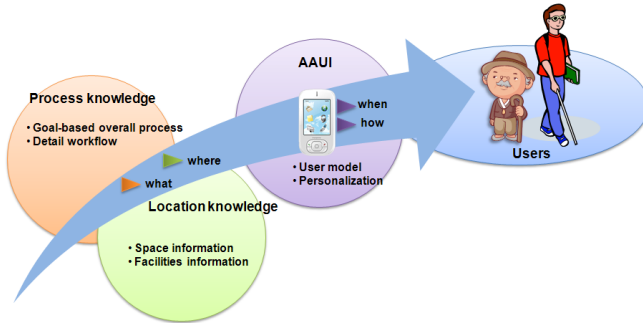 Process knowledge
• Goal-based overall process
• Detail workflow
what
where
Location knowledge
• Space information
• Facilities information
AAUI
when
how
• User model
• Personalization
Users